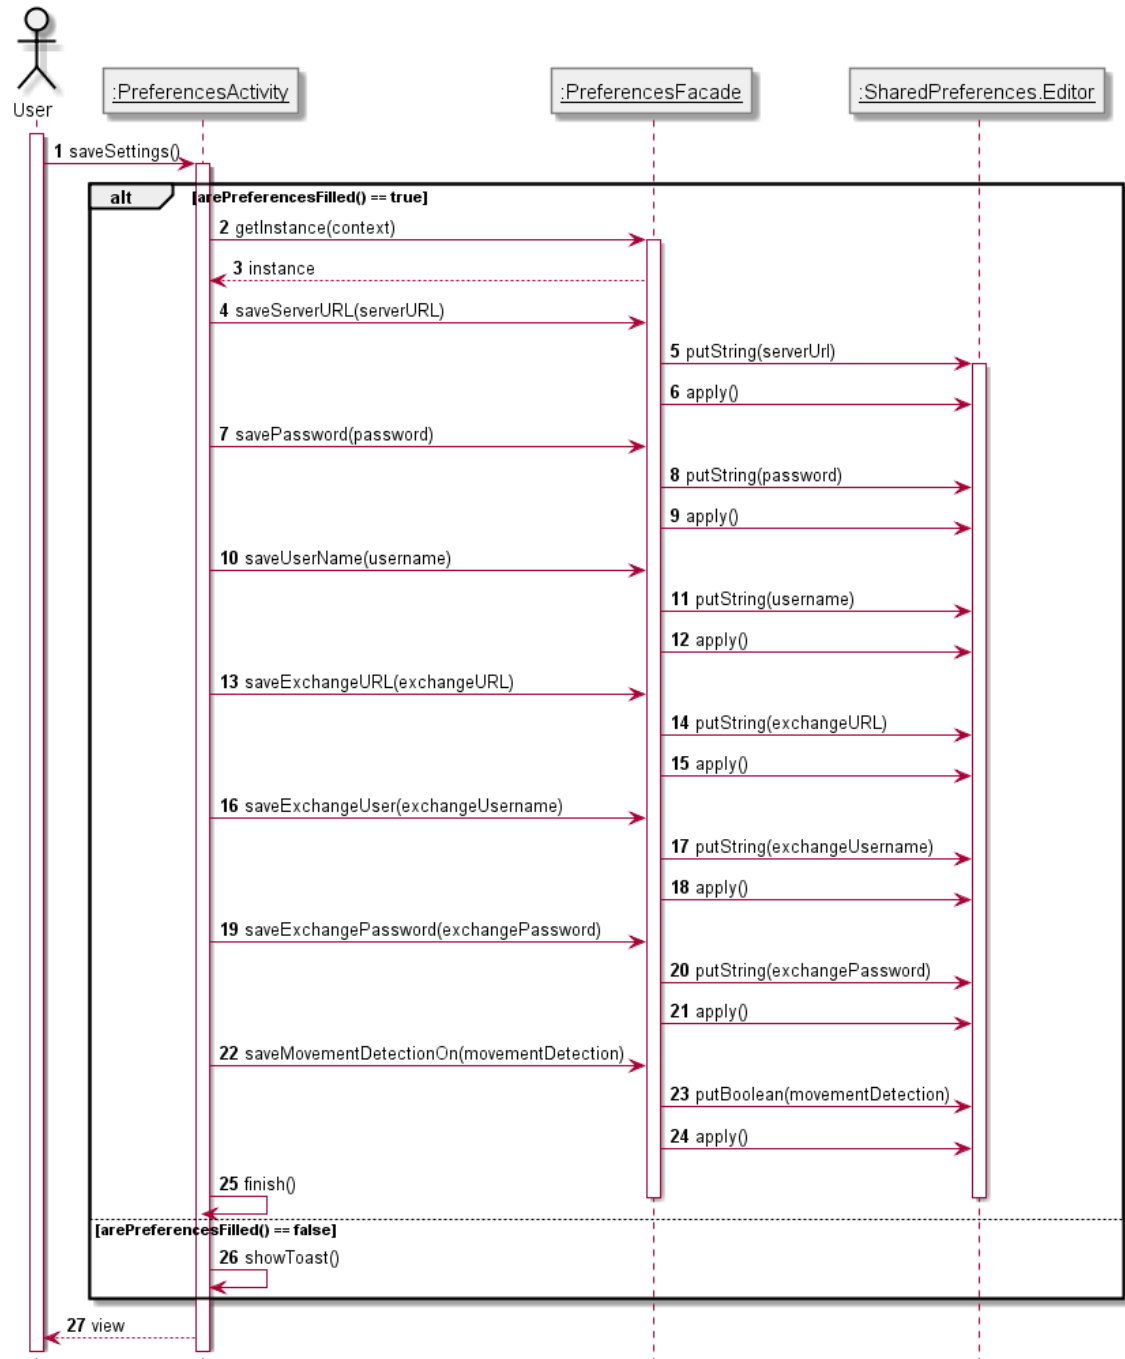 User
:PreferencesActivity
:PreferencesFacade
:SharedPreferences.Editor
1 saveSettings()
alt [arePreferencesFilled() == true]
2 getInstance(context)
3 instance
4 saveServerURL(serverURL)
5 putString(serverUrl)
6 apply()
7 savePassword(password)
8 putString(password)
9 apply()
10 saveUserName(username)
11 putString(username)
12 apply()
13 saveExchangeURL(exchangeURL)
14 putString(exchangeURL)
15 apply()
16 saveExchangeUser(exchangeUsername)
17 putString(exchangeUsername)
18 apply()
19 saveExchangePassword(exchangePassword)
20 putString(exchangePassword)
21 apply()
22 saveMovementDetectionOn(movementDetection)
23 putBoolean(movementDetection)
24 apply()
25 finish()
[arePreferencesFilled() == false]
26 showToast()
27 view